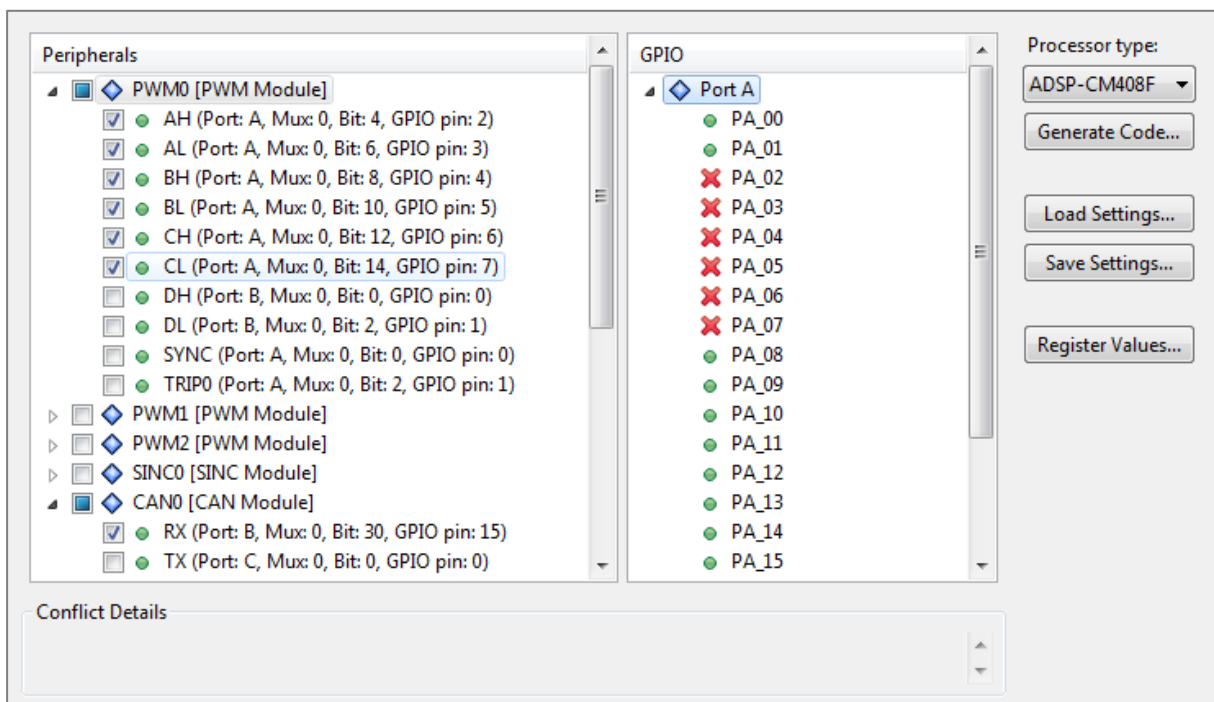 Peripherals
PWM0 [PWM Module]
AH (Port: A, Mux: 0, Bit: 4, GPIO pin: 2)
AL (Port: A, Mux: 0, Bit: 6, GPIO pin: 3)
BH (Port: A, Mux: 0, Bit: 8, GPIO pin: 4)
BL (Port: A, Mux: 0, Bit: 10, GPIO pin: 5)
CH (Port: A, Mux: 0, Bit: 12, GPIO pin: 6)
CL (Port: A, Mux: 0, Bit: 14, GPIO pin: 7)
DH (Port: B, Mux: 0, Bit: 0, GPIO pin: 0)
DL (Port: B, Mux: 0, Bit: 2, GPIO pin: 1)
SYNC (Port: A, Mux: 0, Bit: 0, GPIO pin: 0)
TRIP0 (Port: A, Mux: 0, Bit: 2, GPIO pin: 1)
PWM1 [PWM Module]
PWM2 [PWM Module]
SINC0 [SINC Module]
CAN0 [CAN Module]
RX (Port: B, Mux: 0, Bit: 30, GPIO pin: 15)
TX (Port: C, Mux: 0, Bit: 0, GPIO pin: 0)
GPIO
Port A
PA_00
PA_01
PA_02
PA_03
PA_04
PA_05
PA_06
PA_07
PA_08
PA_09
PA_10
PA_11
PA_12
PA_13
PA_14
PA_15
Processor type:
ADSP-CM408F
Generate Code...
Load Settings...
Save Settings...
Register Values...
Conflict Details